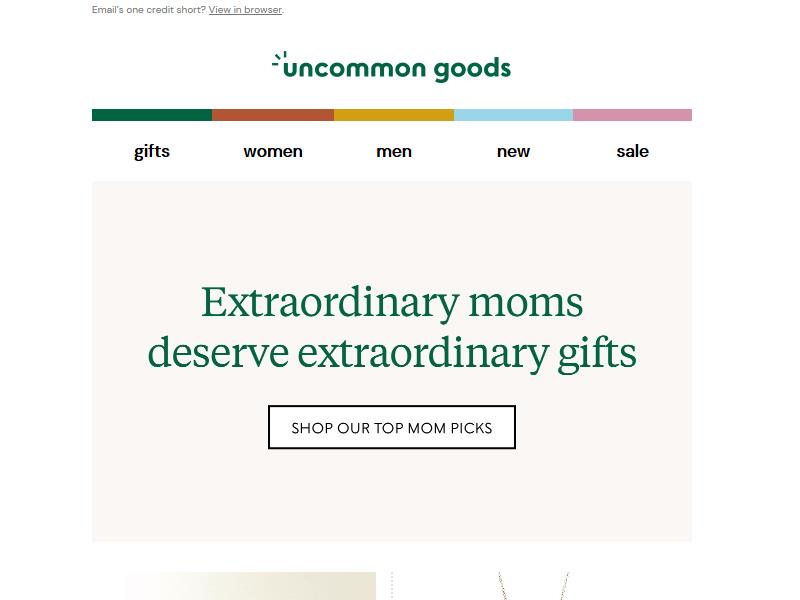 Email's one credit short? View in browser.
uncommon goods
gifts women men new sale
Extraordinary moms
deserve extraordinary gifts
SHOP OUR TOP MOM PICKS